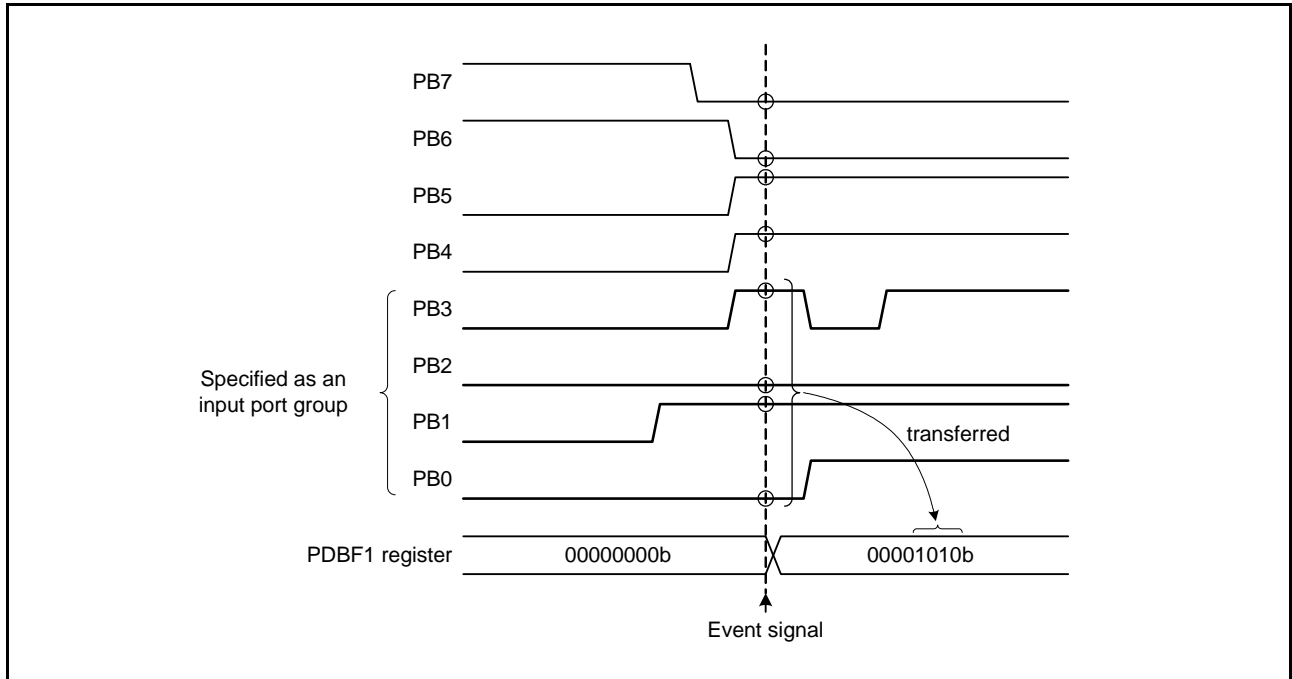 PB7
PB6
PB5
PB4
PB3
PB2
Specified as an
input port group
PB1
transferred
PB0
PDBF1 register
00000000b
00001010b
Event signal